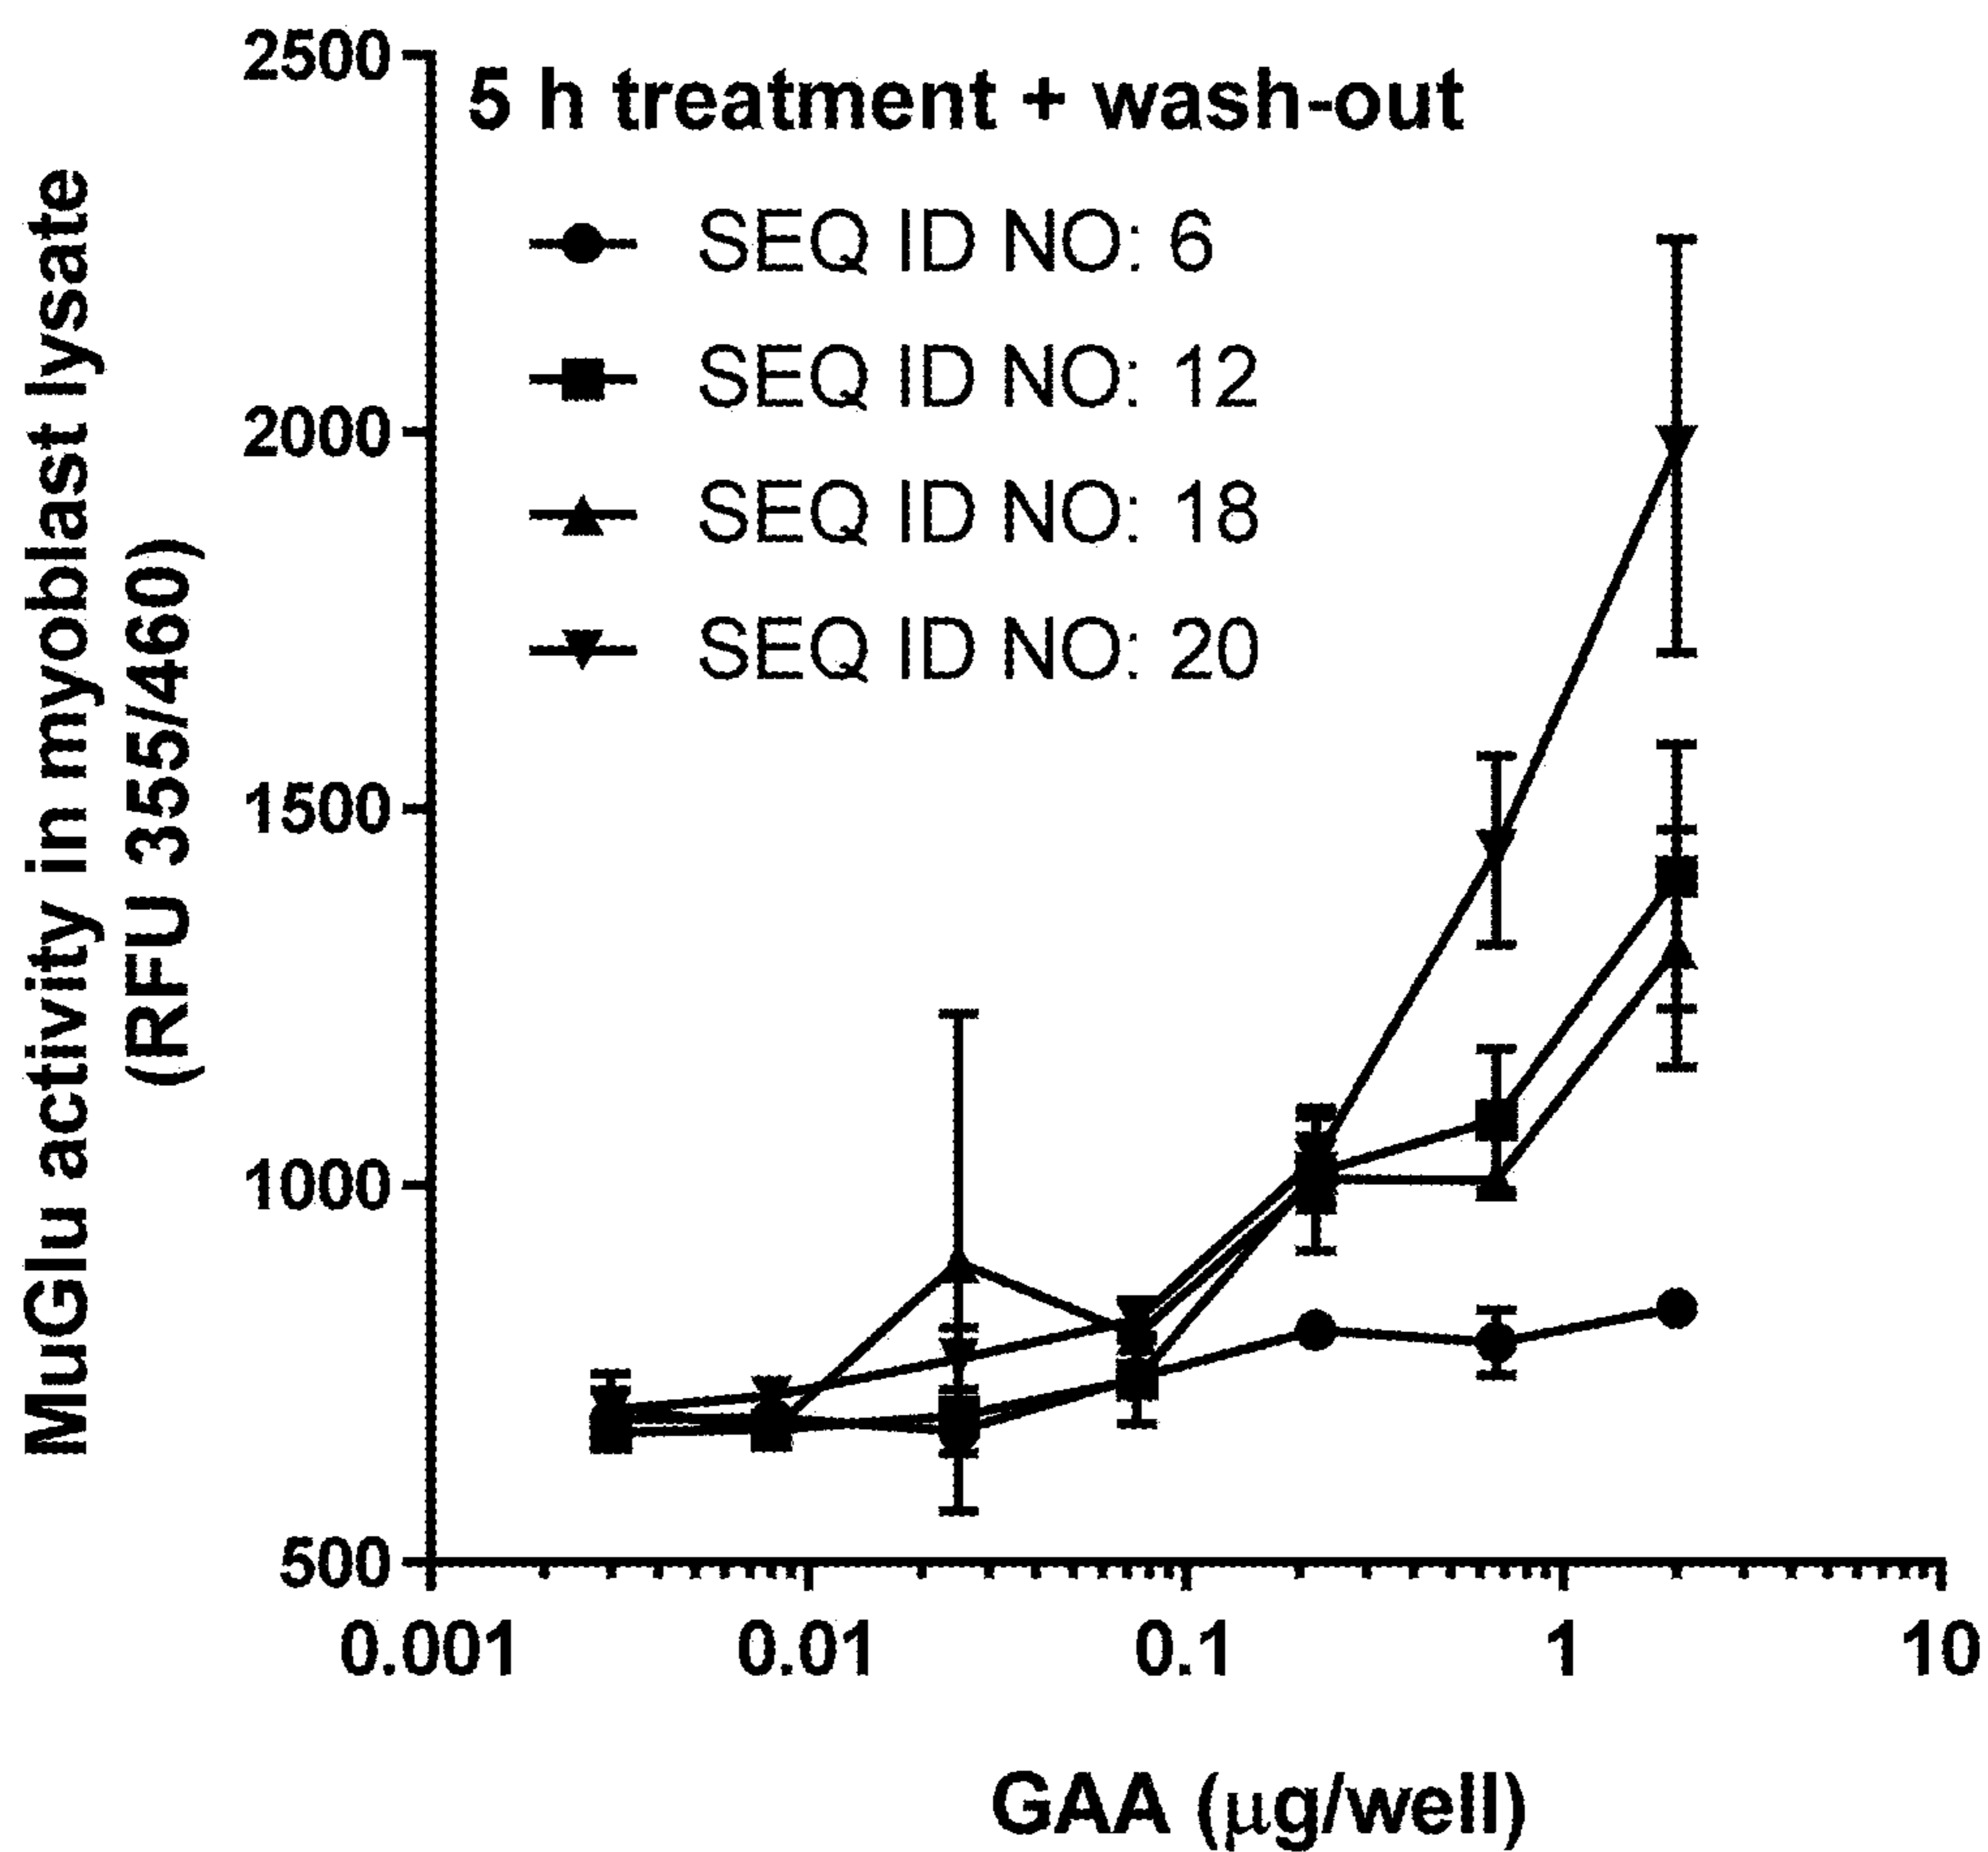 2500
5 h treatment + wash-out
SEQ ID NO: 6
SEQ ID NO: 12
SEQ ID NO: 18
SEQ ID NO: 20
2000
1500
1000
500
MuGlu activity in myoblast lysate
(RFU 355/460)
0.001 0.01 0.1 1 10
GAA (μg/well)